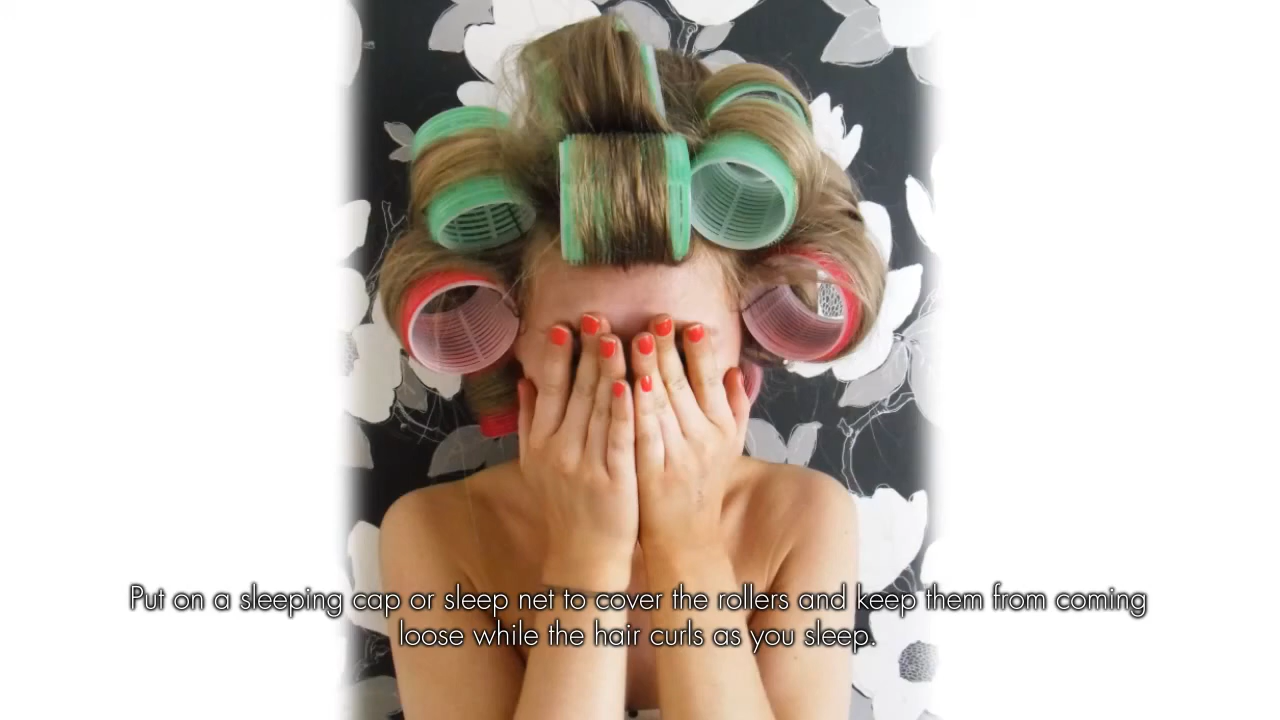 Put on a sleeping cap or sleep net to cover the rollers and keep them from coming
loose while the hair curls as you sleep.